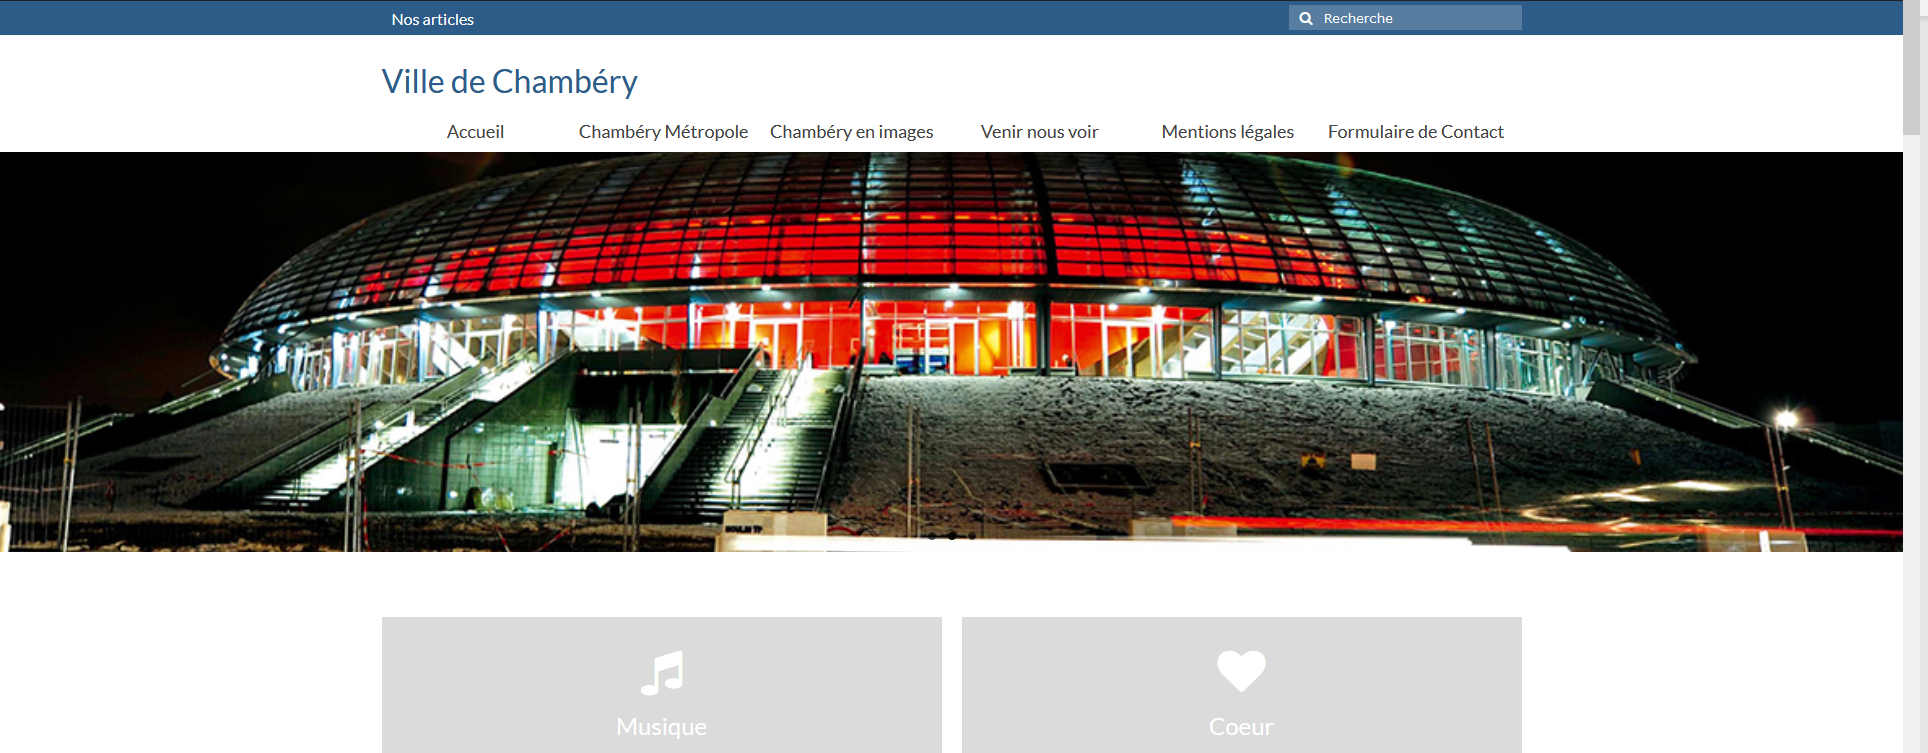 Nos articles
Recherche
Ville de Chambéry
Accueil
Chambéry Métropole
Chambéry en images
Venir nous voir
Mentions légales
Formulaire de Contact
Musique
Coeur